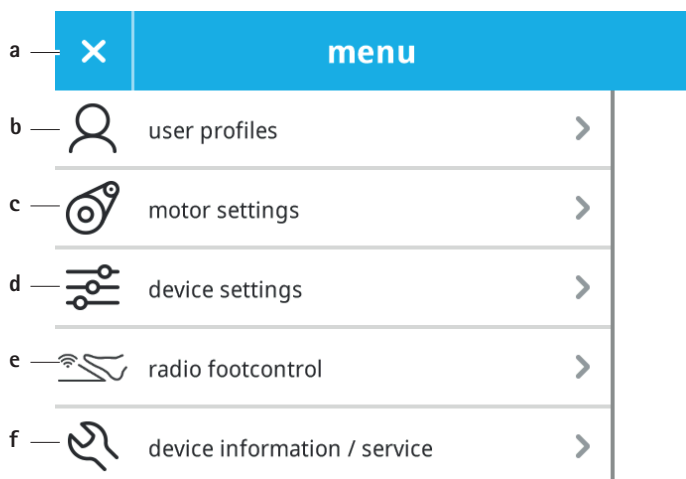 a menu
b user profiles
c motor settings
d device settings
e radio footcontrol
f device information / service